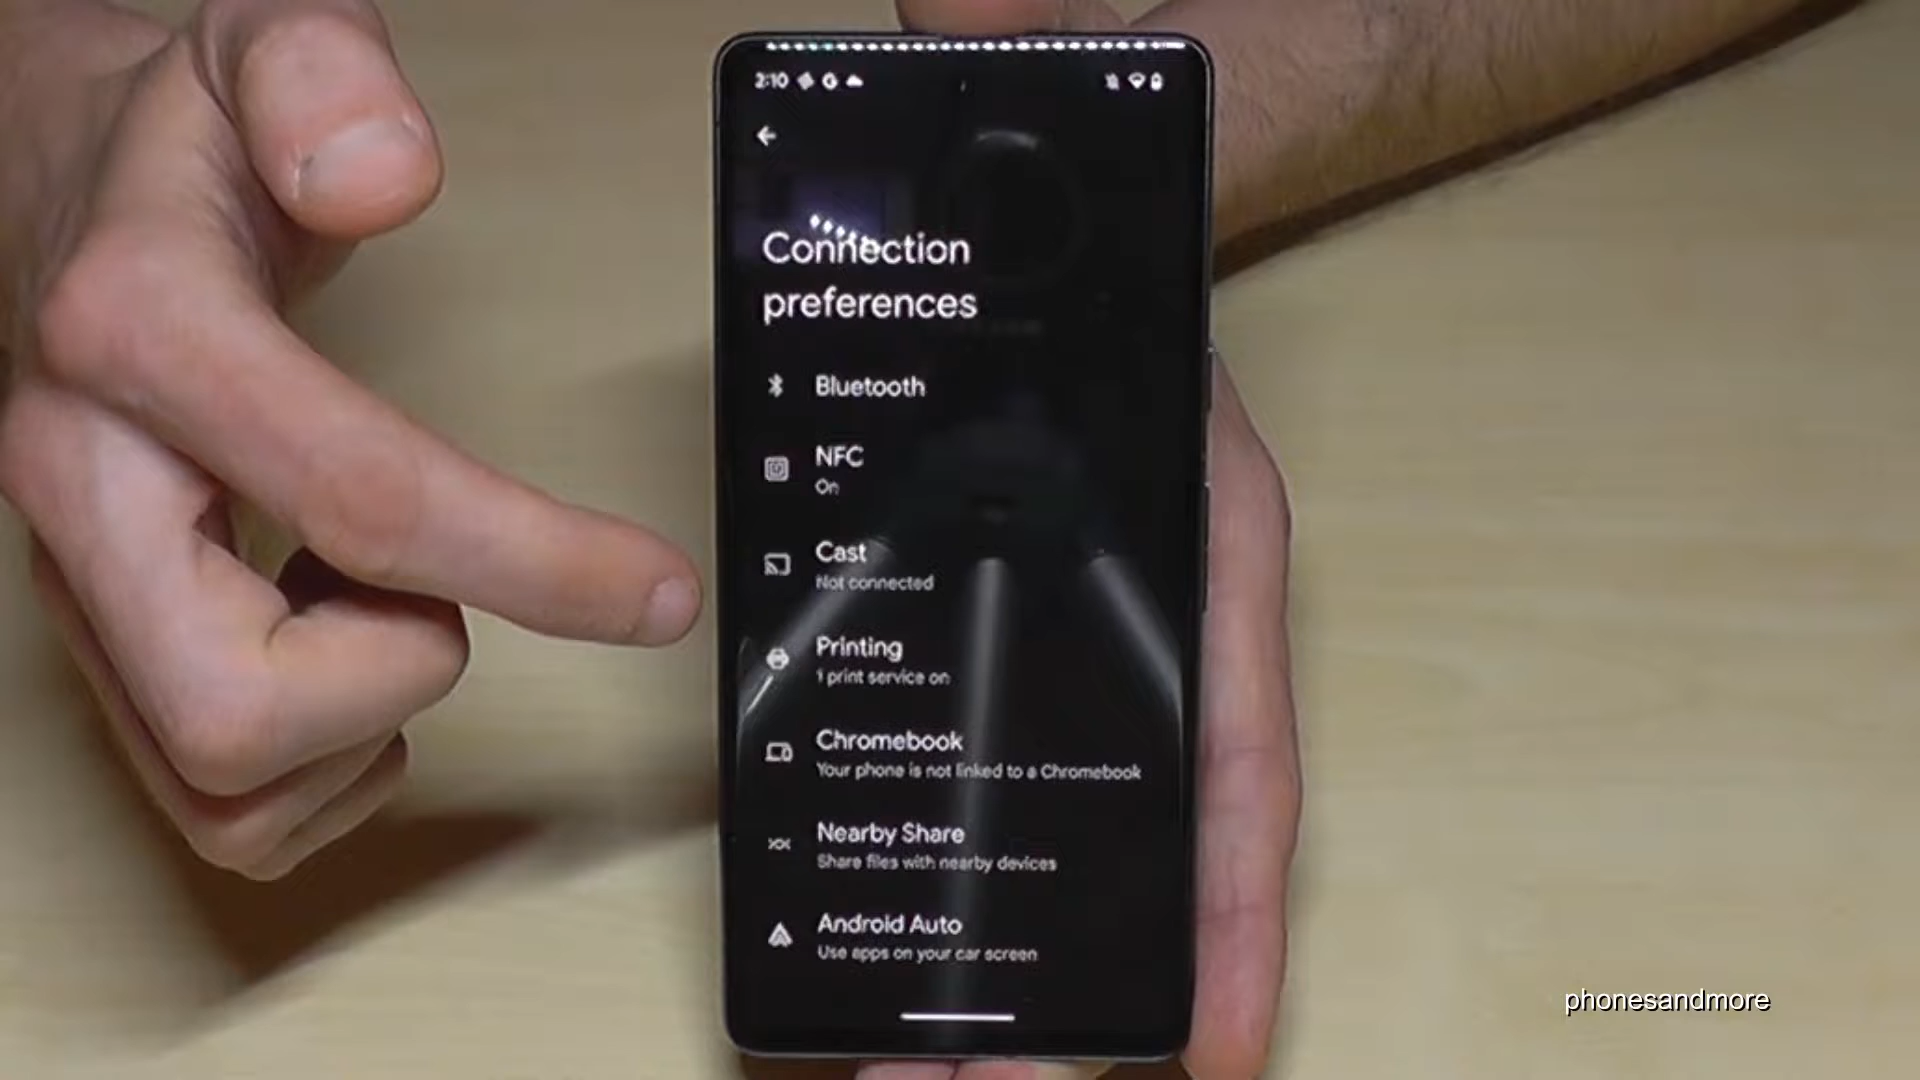 2:10
Connection
preferences
Bluetooth
NFC
On
Cast
Not connected
Printing
1 print service on
Chromebook
Your phone is not linked to a Chromebook
Nearby Share
Share files with nearby devices
Android Auto
Use apps on your car screen
phonesandmore